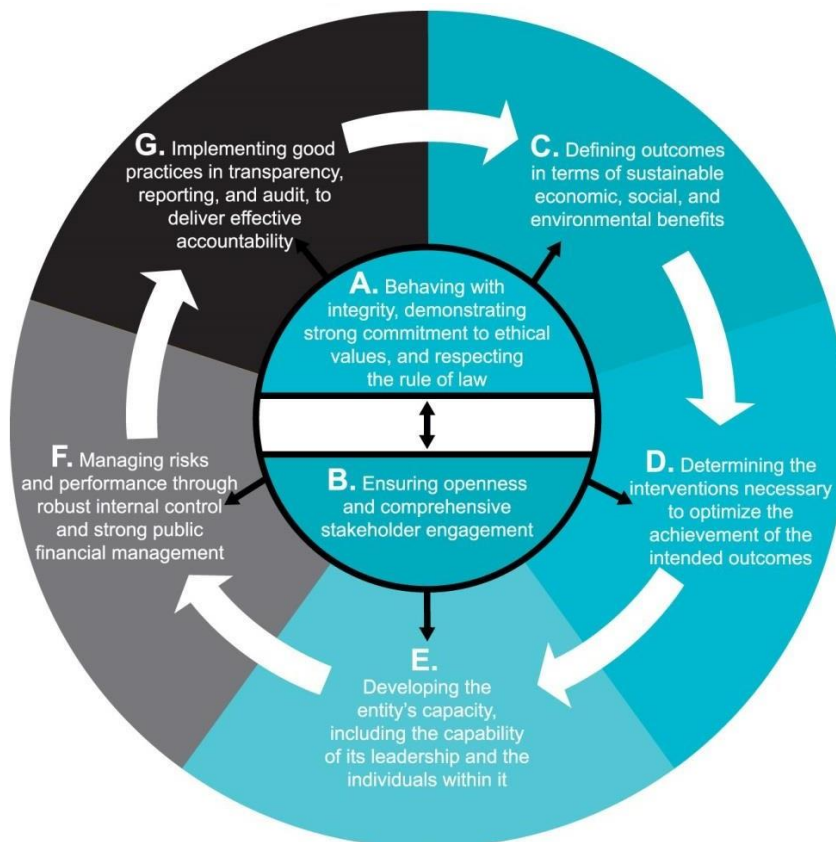 G. Implementing good
practices in transparency,
reporting, and audit, to
deliver effective
accountability
C. Defining outcomes
in terms of sustainable
economic, social, and
environmental benefits
A. Behaving with
integrity, demonstrating
strong commitment to ethical
values, and respecting
the rule of law
B. Ensuring openness
and comprehensive
stakeholder engagement
D. Determining the
interventions necessary
to optimize the
achievement of the
intended outcomes
E.
Developing the
entity’s capacity,
including the capability
of its leadership and the
individuals within it
F. Managing risks
and performance through
robust internal control
and strong public
financial management